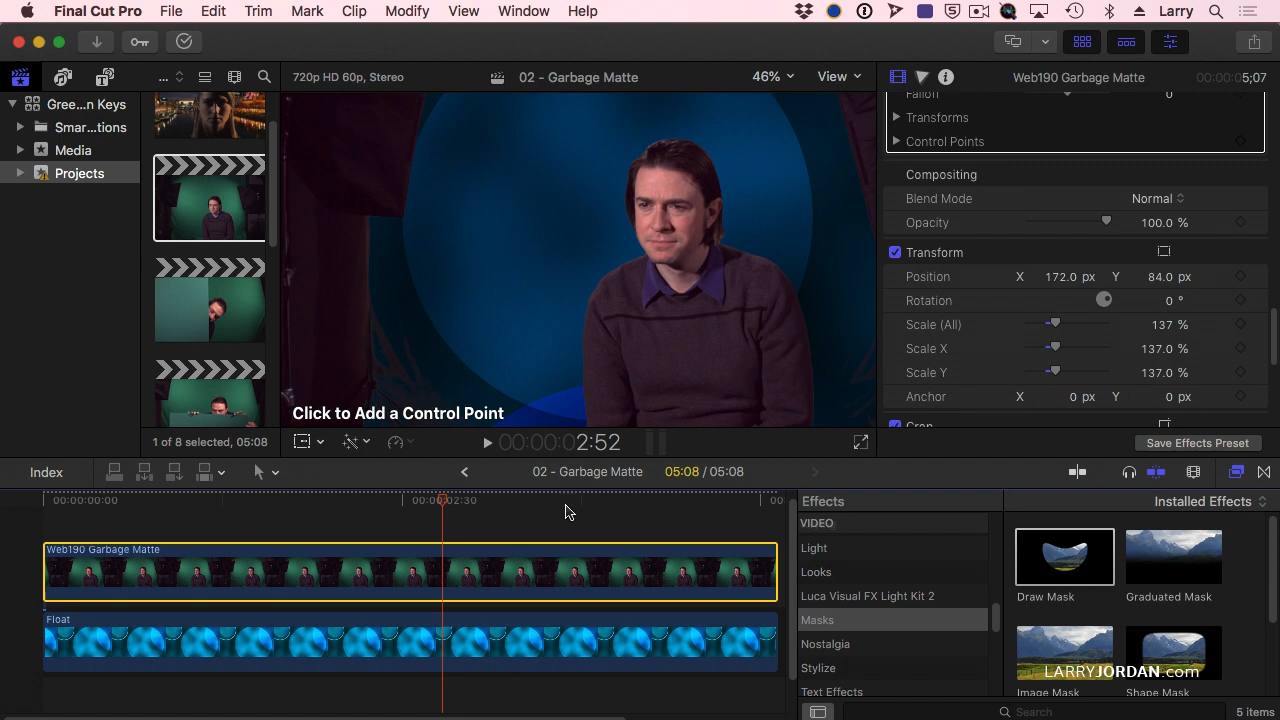 Final Cut Pro File Edit Trim Mark Clip Modify View Window Help Larry
... 720p HD 60p, Stereo 02 - Garbage Matte 46% View Web190 Garbage Matte 00:00:05;07
Gree...n Keys
Smar...tions
Media
Projects
1 of 8 selected, 05:08
Click to Add a Control Point
00:00:02:52
Falloff 0
Transforms
Control Points
Compositing
Blend Mode Normal
Opacity 100.0 %
Transform
Position X 172.0 px Y 84.0 px
Rotation 0 °
Scale (All) 137 %
Scale X 137.0 %
Scale Y 137.0 %
Anchor X 0 px Y 0 px
Crop
Save Effects Preset
Index 02 - Garbage Matte 05:08 / 05:08
00:00:00:00 00:00:02:30 00:
Web190 Garbage Matte
Float
Effects Installed Effects
VIDEO
Light
Looks
Luca Visual FX Light Kit 2
Masks
Nostalgia
Stylize
Text Effects
Draw Mask Graduated Mask
Image Mask Shape Mask
LARRYJORDAN.com
Search 5 items